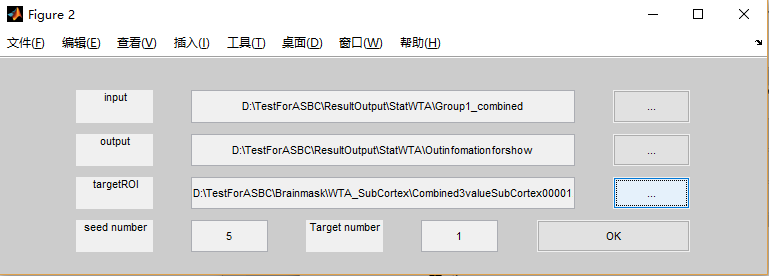 Figure 2
文件(F) 编辑(E) 查看(V) 插入(I) 工具(T) 桌面(D) 窗口(W) 帮助(H)
input D:\TestForASBC\ResultOutput\StatWTA\Group1_combined ...
output D:\TestForASBC\ResultOutput\StatWTA\Outinfomationforshow ...
targetROI D:\TestForASBC\Brainmask\WTA_SubCortex\Combined3valueSubCortex00001 ...
seed number 5 Target number 1 OK